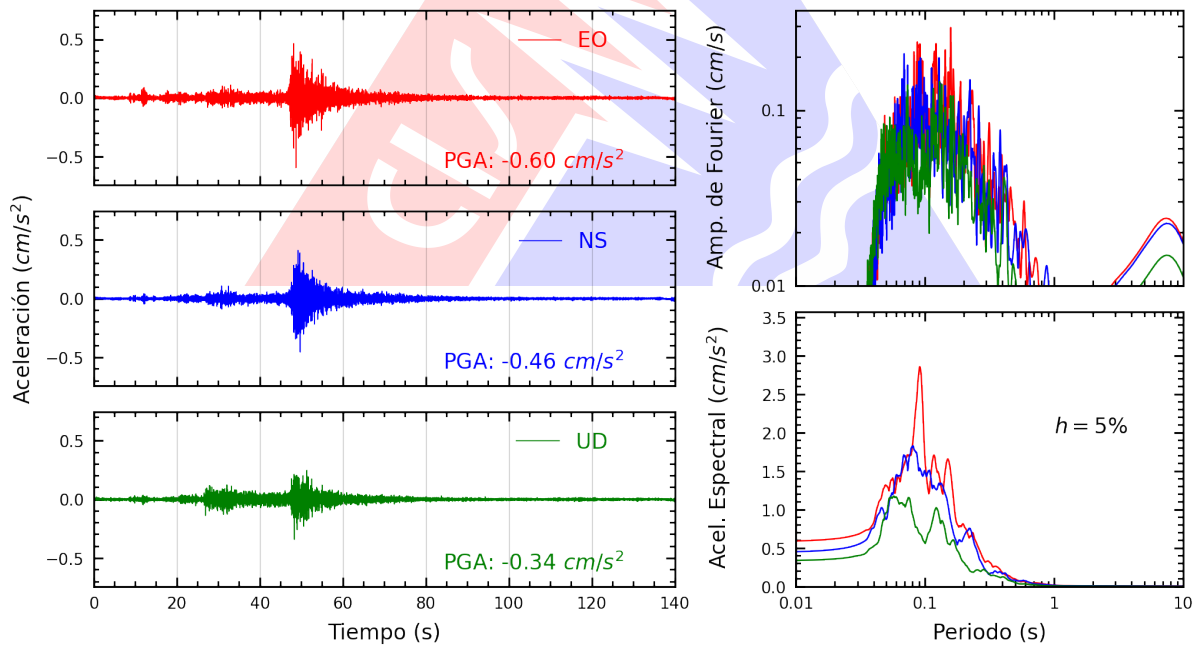 Aceleración (cm/s²)
0.5
0.0
−0.5
EO
PGA: -0.60 cm/s²
0.5
0.0
−0.5
NS
PGA: -0.46 cm/s²
0.5
0.0
−0.5
UD
PGA: -0.34 cm/s²
0 20 40 60 80 100 120 140
Tiempo (s)
Amp. de Fourier (cm/s)
0.1
0.01
Acel. Espectral (cm/s²)
3.5
3.0
2.5
2.0
1.5
1.0
0.5
0.0
h = 5%
0.01 0.1 1 10
Periodo (s)